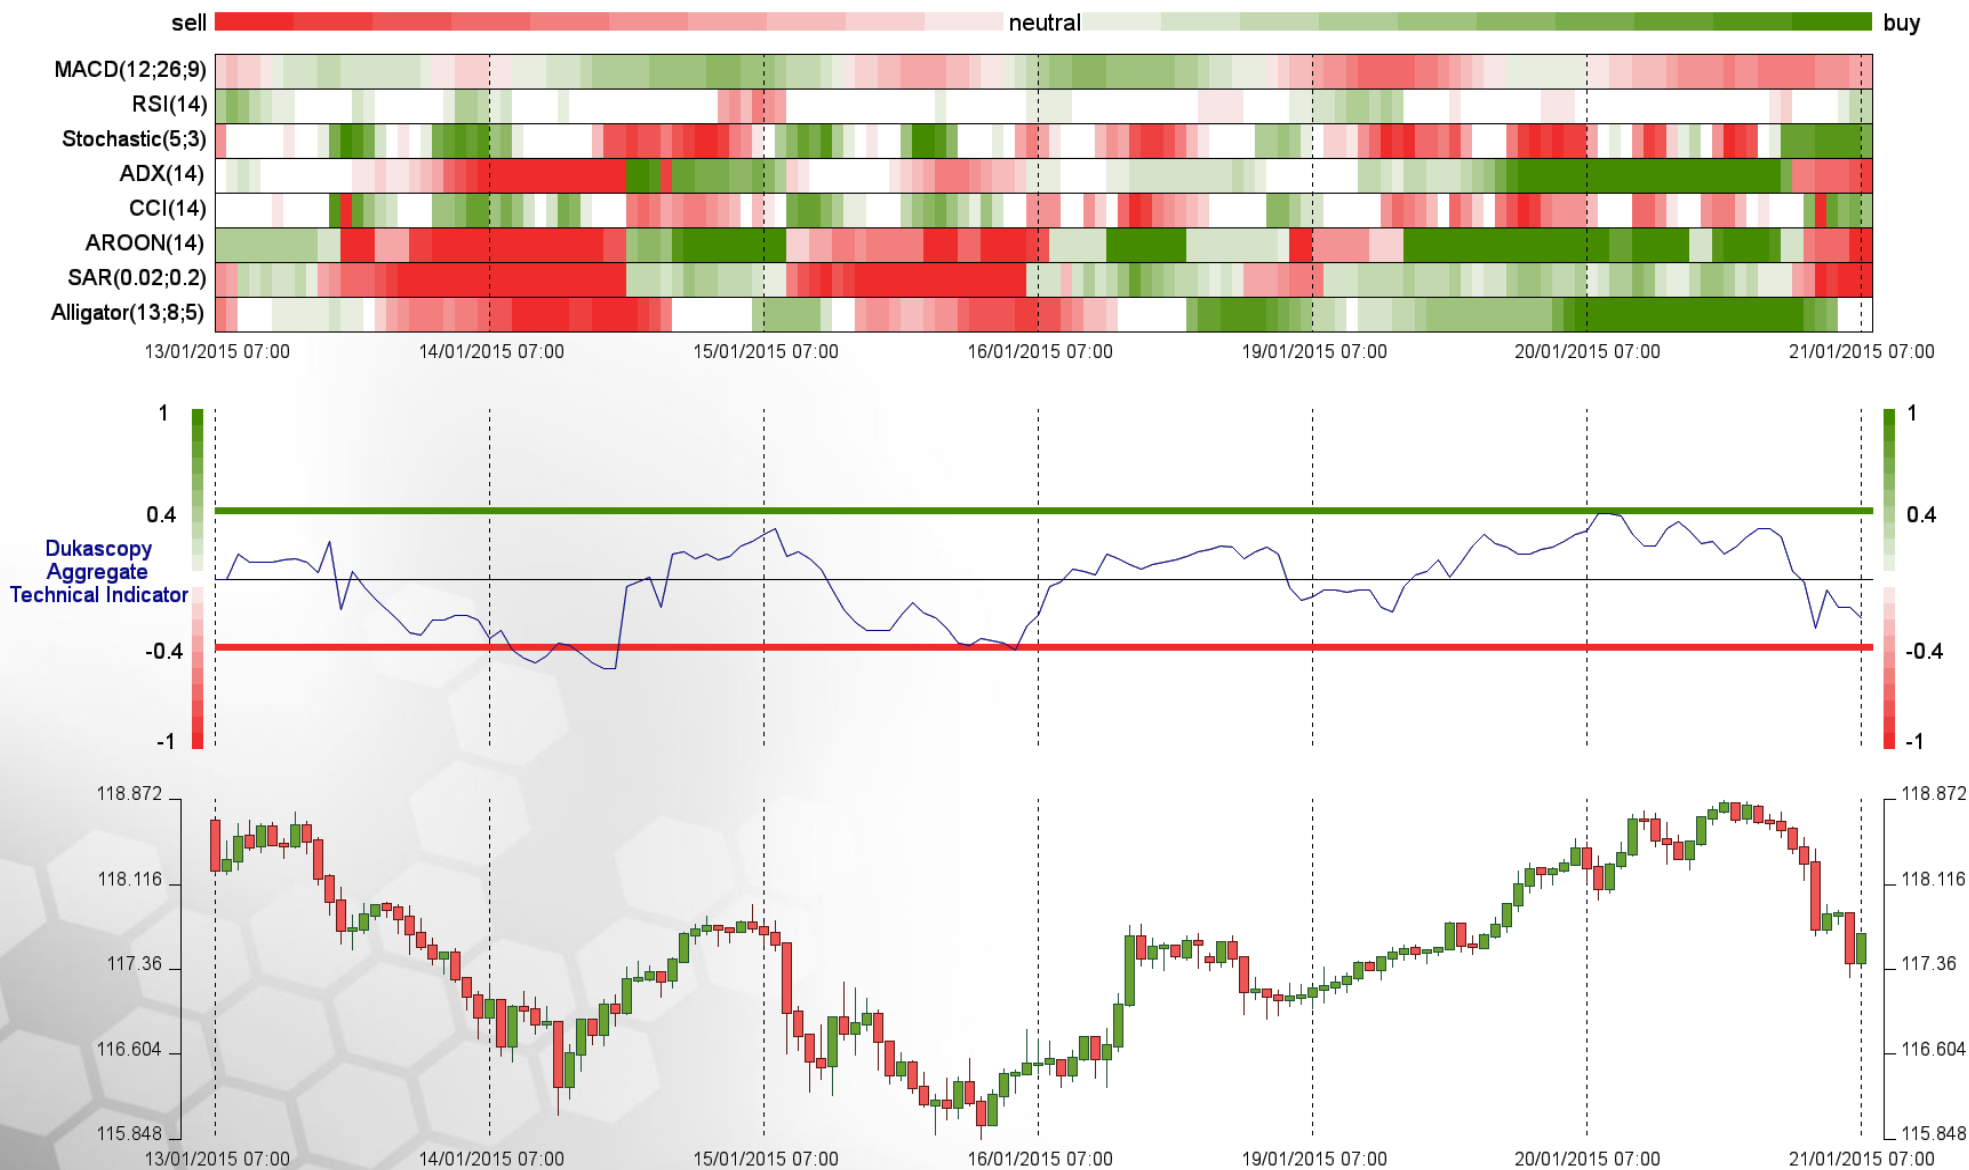 sell neutral buy
MACD(12;26;9)
RSI(14)
Stochastic(5;3)
ADX(14)
CCI(14)
AROON(14)
SAR(0.02;0.2)
Alligator(13;8;5)
13/01/2015 07:00 14/01/2015 07:00 15/01/2015 07:00 16/01/2015 07:00 19/01/2015 07:00 20/01/2015 07:00 21/01/2015 07:00
1 1
0.4 0.4
Dukascopy
Aggregate
Technical Indicator
-0.4 -0.4
-1 -1
118.872 118.872
118.116 118.116
117.36 117.36
116.604 116.604
115.848 115.848
13/01/2015 07:00 14/01/2015 07:00 15/01/2015 07:00 16/01/2015 07:00 19/01/2015 07:00 20/01/2015 07:00 21/01/2015 07:00